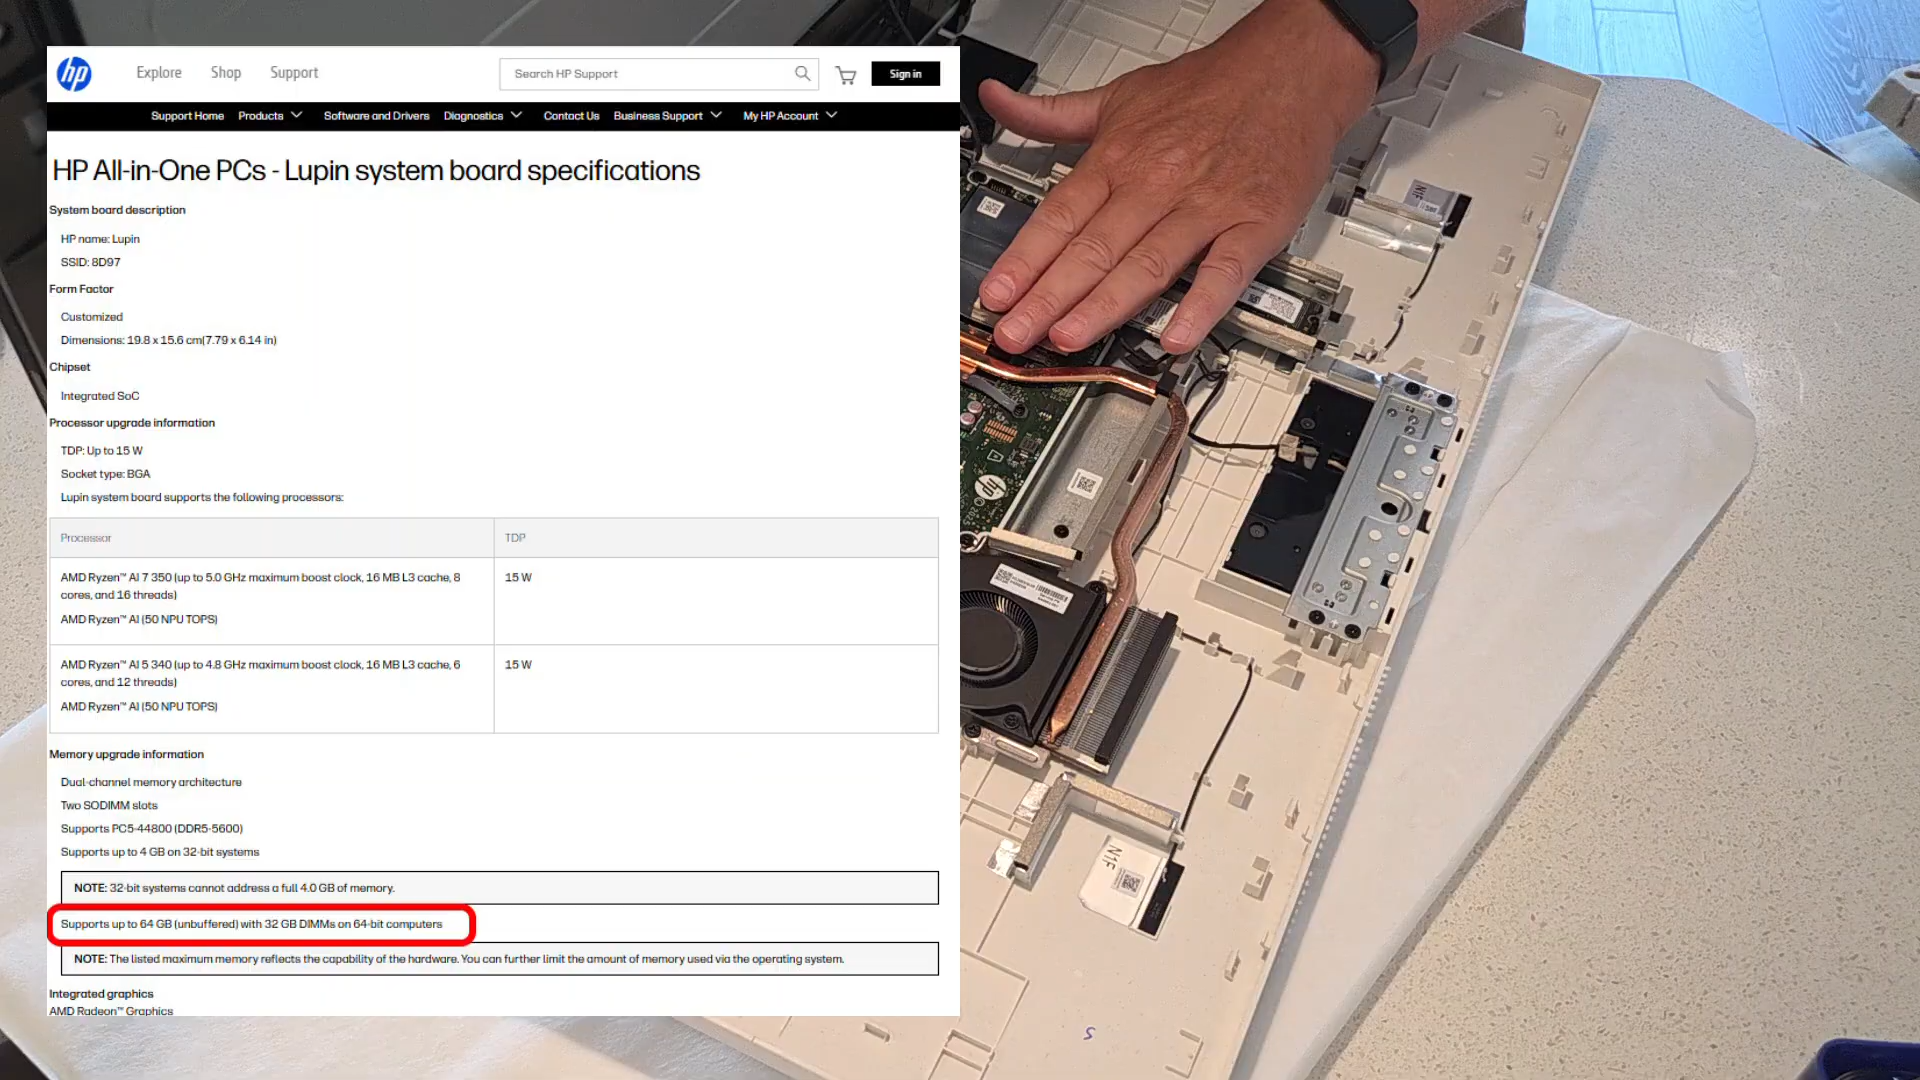 hp
Explore
Shop
Support
Search HP Support
Sign in
Support Home
Products
Software and Drivers
Diagnostics
Contact Us
Business Support
My HP Account
HP All-in-One PCs - Lupin system board specifications
System board description
HP name: Lupin
SSID: 8D97
Form Factor
Customized
Dimensions: 19.8 x 15.6 cm(7.79 x 6.14 in)
Chipset
Integrated SoC
Processor upgrade information
TDP: Up to 15 W
Socket type: BGA
Lupin system board supports the following processors:
Processor
TDP
AMD Ryzen™ AI 7 350 (up to 5.0 GHz maximum boost clock, 16 MB L3 cache, 8
cores, and 16 threads)
AMD Ryzen™ AI (50 NPU TOPS)
15 W
AMD Ryzen™ AI 5 340 (up to 4.8 GHz maximum boost clock, 16 MB L3 cache, 6
cores, and 12 threads)
AMD Ryzen™ AI (50 NPU TOPS)
15 W
Memory upgrade information
Dual-channel memory architecture
Two SODIMM slots
Supports PC5-44800 (DDR5-5600)
Supports up to 4 GB on 32-bit systems
NOTE: 32-bit systems cannot address a full 4.0 GB of memory.
Supports up to 64 GB (unbuffered) with 32 GB DIMMs on 64-bit computers
NOTE: The listed maximum memory reflects the capability of the hardware. You can further limit the amount of memory used via the operating system.
Integrated graphics
AMD Radeon™ Graphics
N1F
hp
N1F
S